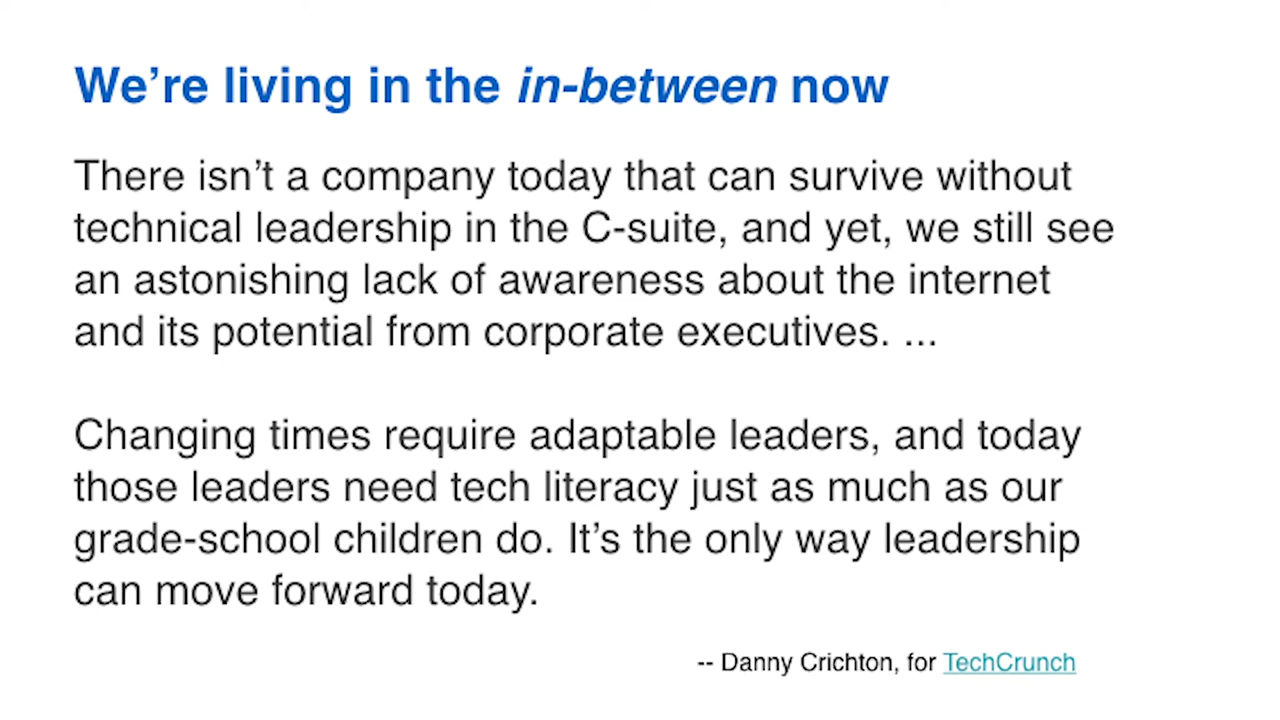 We’re living in the in-between now
There isn’t a company today that can survive without
technical leadership in the C-suite, and yet, we still see
an astonishing lack of awareness about the internet
and its potential from corporate executives. ...
Changing times require adaptable leaders, and today
those leaders need tech literacy just as much as our
grade-school children do. It’s the only way leadership
can move forward today.
-- Danny Crichton, for TechCrunch